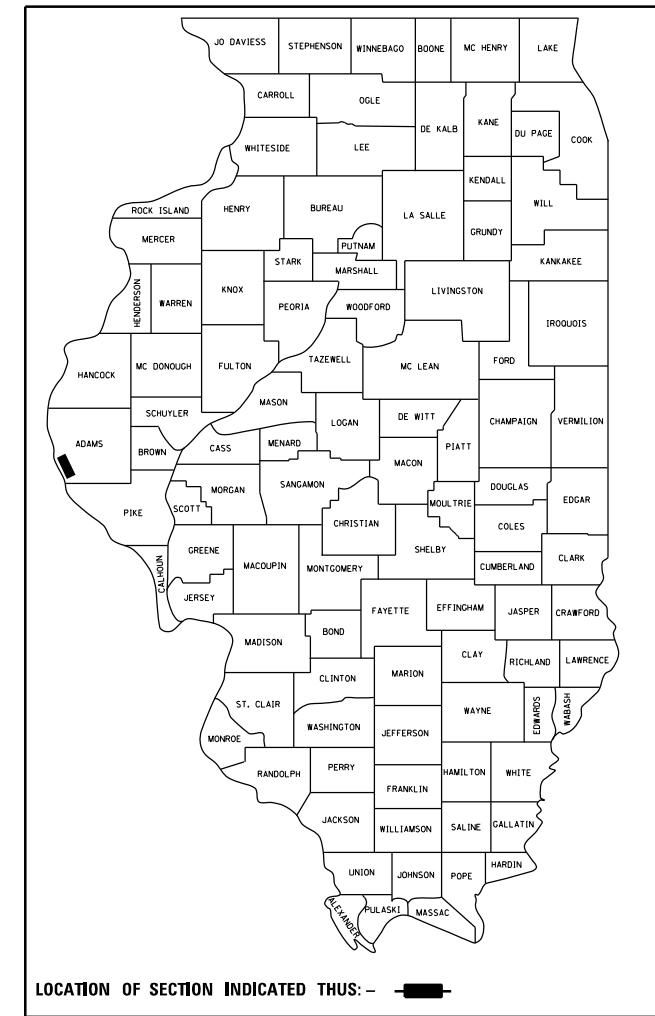 JO DAVIESS STEPHENSON WINNEBAGO BOONE MC HENRY LAKE
CARROLL OGLE DE KALB KANE DU PAGE COOK
WHITESIDE LEE KENDALL WILL
ROCK ISLAND HENRY BUREAU LA SALLE GRUNDY
MERCER PUTNAM KANKAKEE
STARK MARSHALL
HENDERSON WARREN KNOX PEORIA WOODFORD LIVINGSTON IROQUOIS
HANCOCK MC DONOUGH FULTON TAZEWELL MC LEAN FORD
SCHUYLER MASON LOGAN DE WITT CHAMPAIGN VERMILION
ADAMS BROWN CASS MENARD MACON PIATT
MORGAN SANGAMON DOUGLAS EDGAR
PIKE SCOTT CHRISTIAN MOULTRIE COLES
GREENE MACOUPIN MONTGOMERY SHELBY CUMBERLAND CLARK
CALHOUN JERSEY FAYETTE EFFINGHAM JASPER CRAWFORD
MADISON BOND CLAY RICHLAND LAWRENCE
CLINTON MARION
ST. CLAIR WASHINGTON JEFFERSON WAYNE EDWARDS WABASH
MONROE
RANDOLPH PERRY FRANKLIN HAMILTON WHITE
JACKSON WILLIAMSON SALINE GALLATIN
UNION JOHNSON POPE HARDIN
ALEXANDER PULASKI MASSAC
LOCATION OF SECTION INDICATED THUS: –